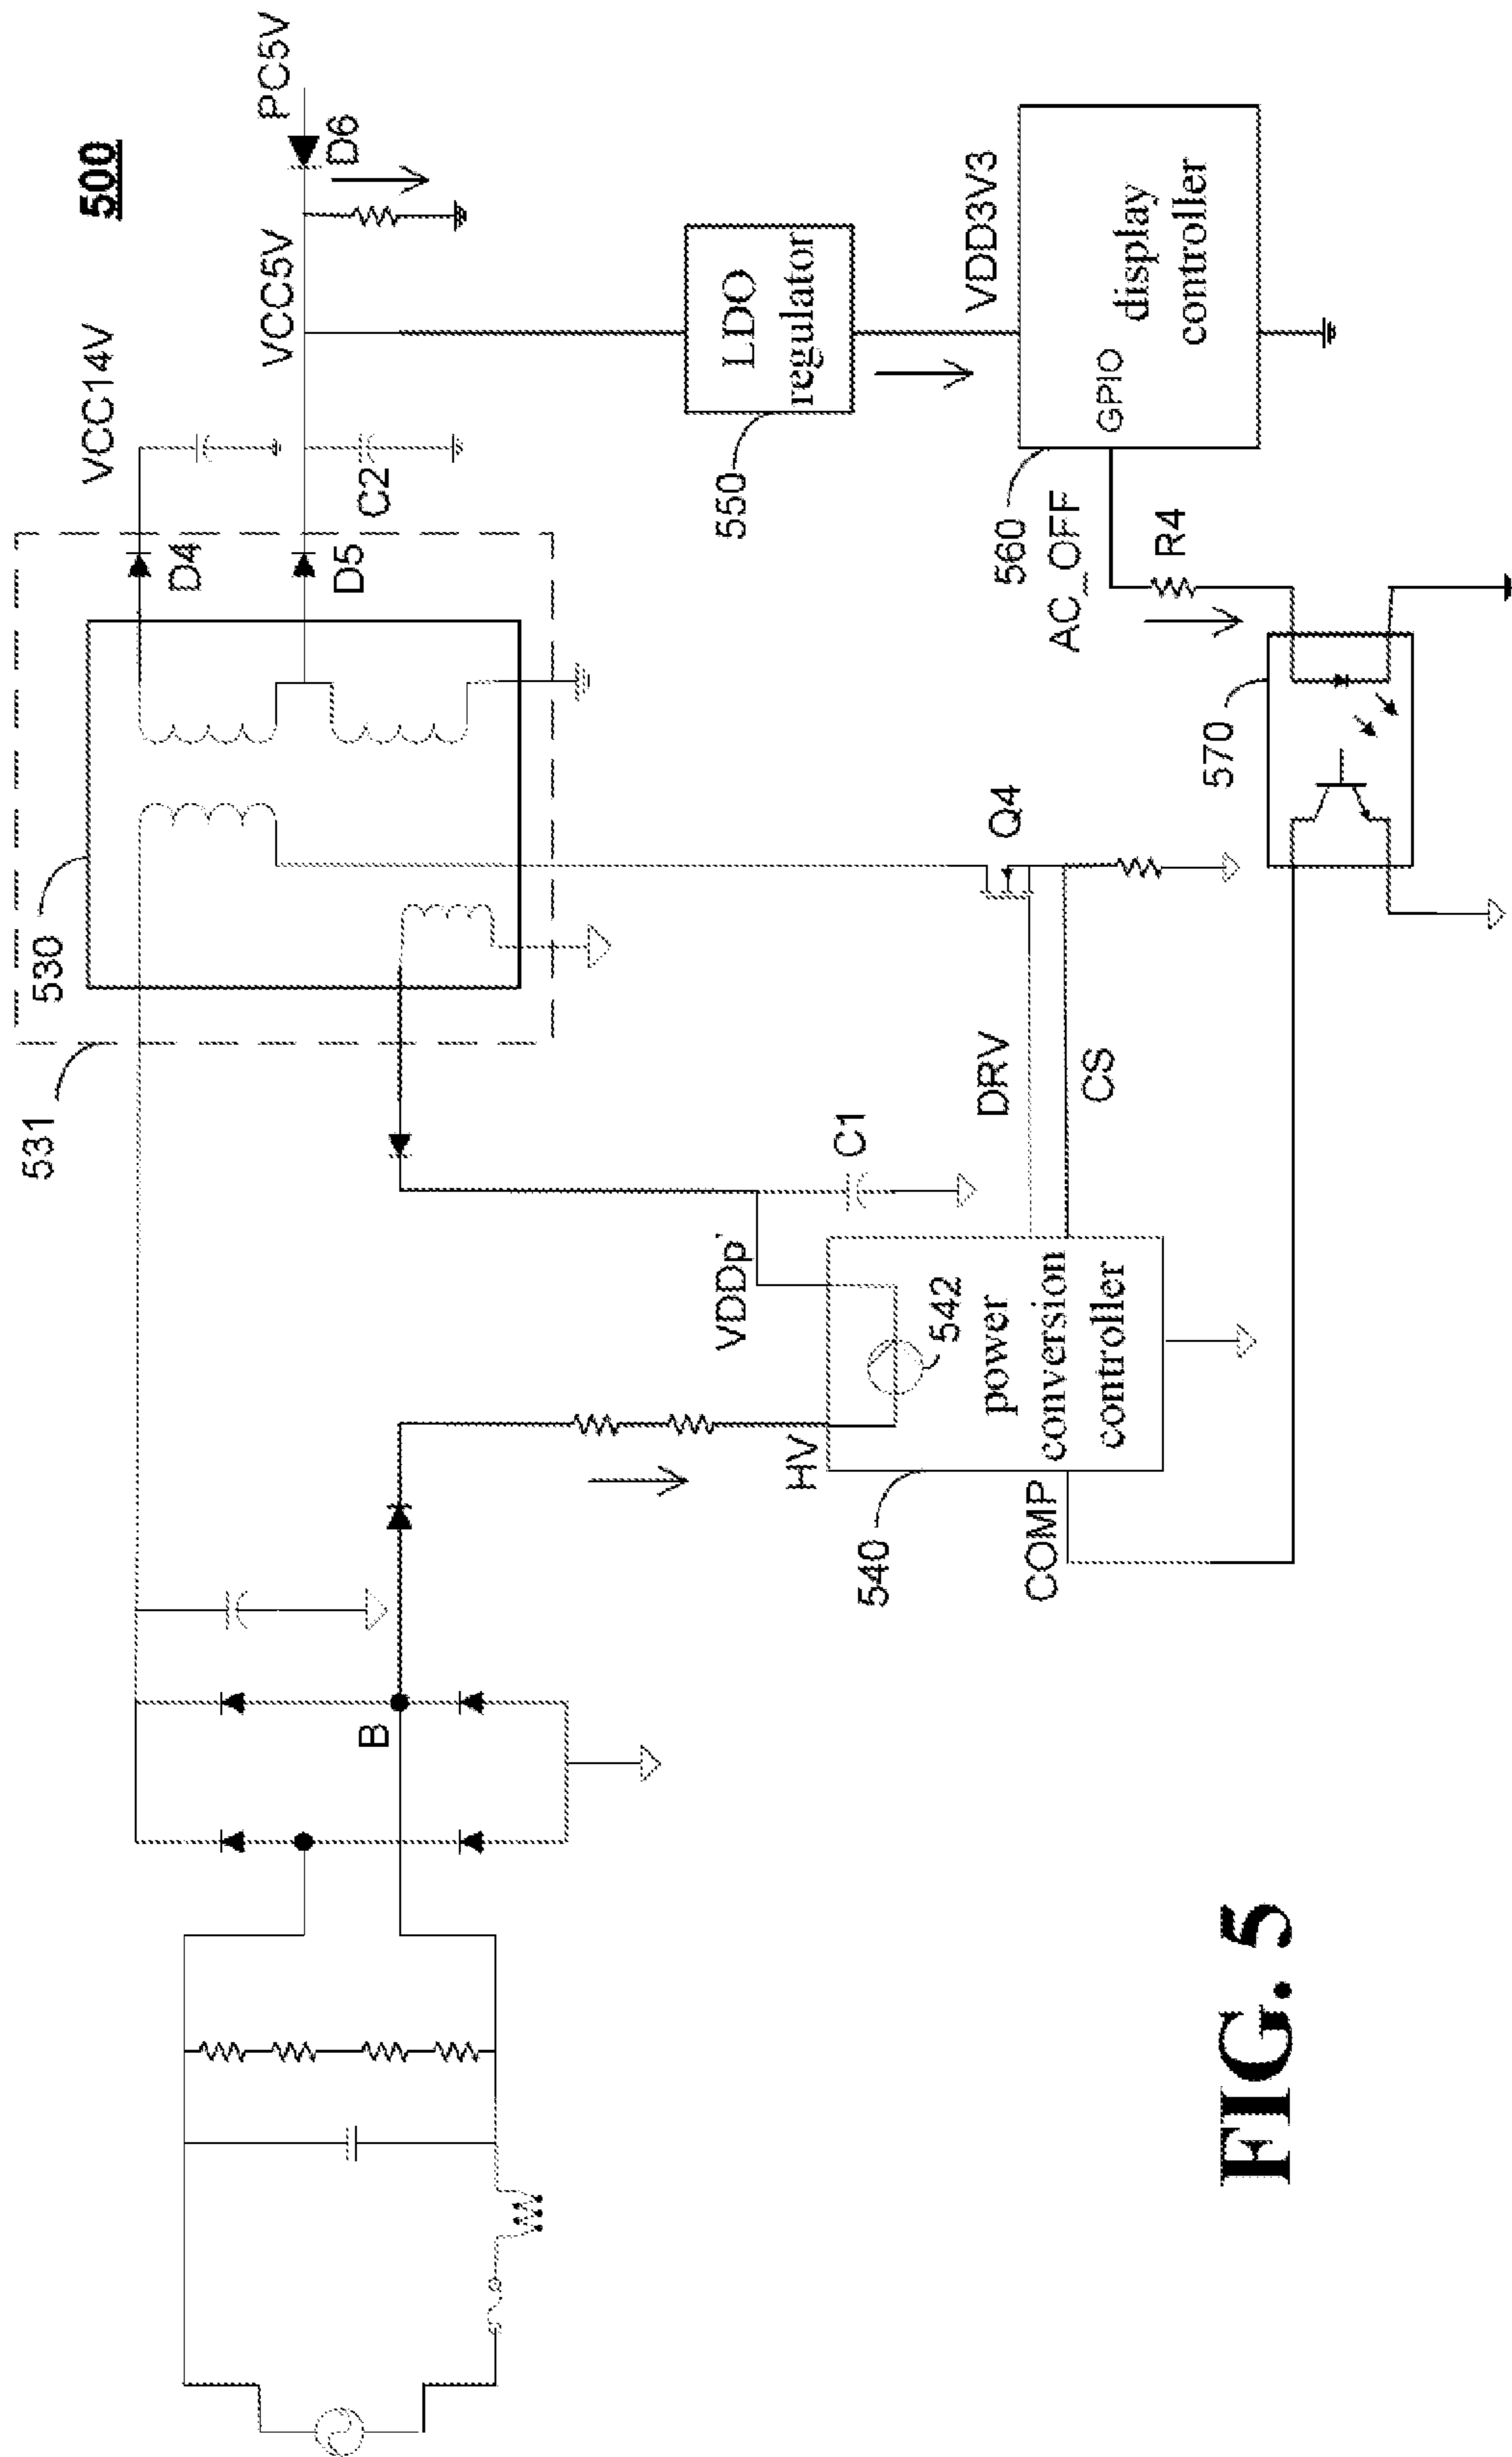 500
531
530
D4
VCC14V
D5
C2
VCC5V
D6
PC5V
B
HV
VDDp'
C1
542
power
conversion
controller
540
COMP
DRV
CS
Q4
LDO
regulator
550
VDD3V3
GPIO
display
controller
560
AC_OFF
R4
570
FIG. 5